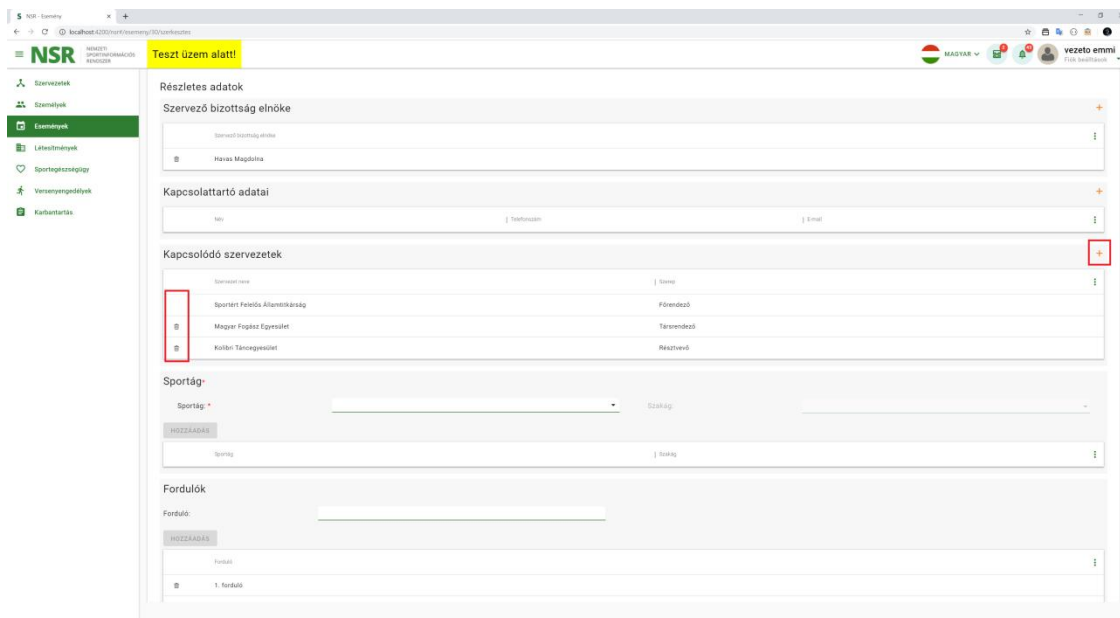 NSR - Esemény
localhost:4200/nsrK/esemeny/30/szerkesztes
NSR NEMZETI SPORTINFORMÁCIÓS RENDSZER
Teszt üzem alatt!
MAGYAR
vezeto emmi
Fiók beállítások
Szervezetek
Személyek
Események
Létesítmények
Sportegészségügy
Versenyengedélyek
Karbantartás
Részletes adatok
Szervező bizottság elnöke
Szervező bizottság elnöke
Havas Magdolna
Kapcsolattartó adatai
Név Telefonszám E-mail
Kapcsolódó szervezetek
Szervezet neve Szerep
Sportért Felelős Államtitkárság Főrendező
Magyar Fogász Egyesület Társrendező
Kolibri Táncegyesület Résztvevő
Sportág*
Sportág: * Szakág:
HOZZÁADÁS
Sportág Szakág
Fordulók
Forduló:
HOZZÁADÁS
Forduló
1. forduló